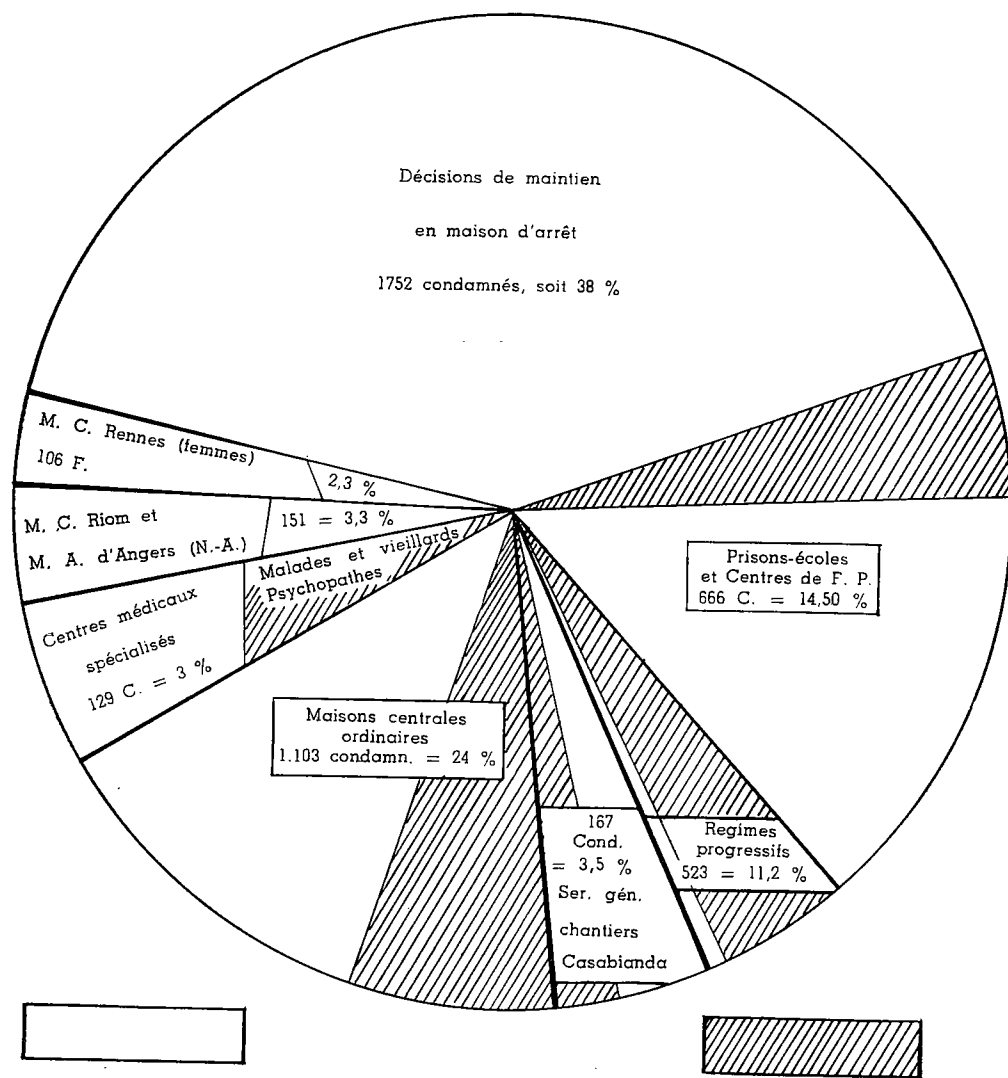 Décisions de maintien
en maison d'arrêt
1752 condamnés, soit 38 %
M. C. Rennes (femmes)
106 F.
2,3 %
M. C. Riom et
M. A. d'Angers (N.-A.)
151 = 3,3 %
Malades et vieillards
Psychopathes
Centres médicaux
spécialisés
129 C. = 3 %
Prisons-écoles
et Centres de F. P.
666 C. = 14,50 %
Maisons centrales
ordinaires
1.103 condamn. = 24 %
167
Cond.
= 3,5 %
Ser. gén.
chantiers
Casabianda
Regimes
progressifs
523 = 11,2 %